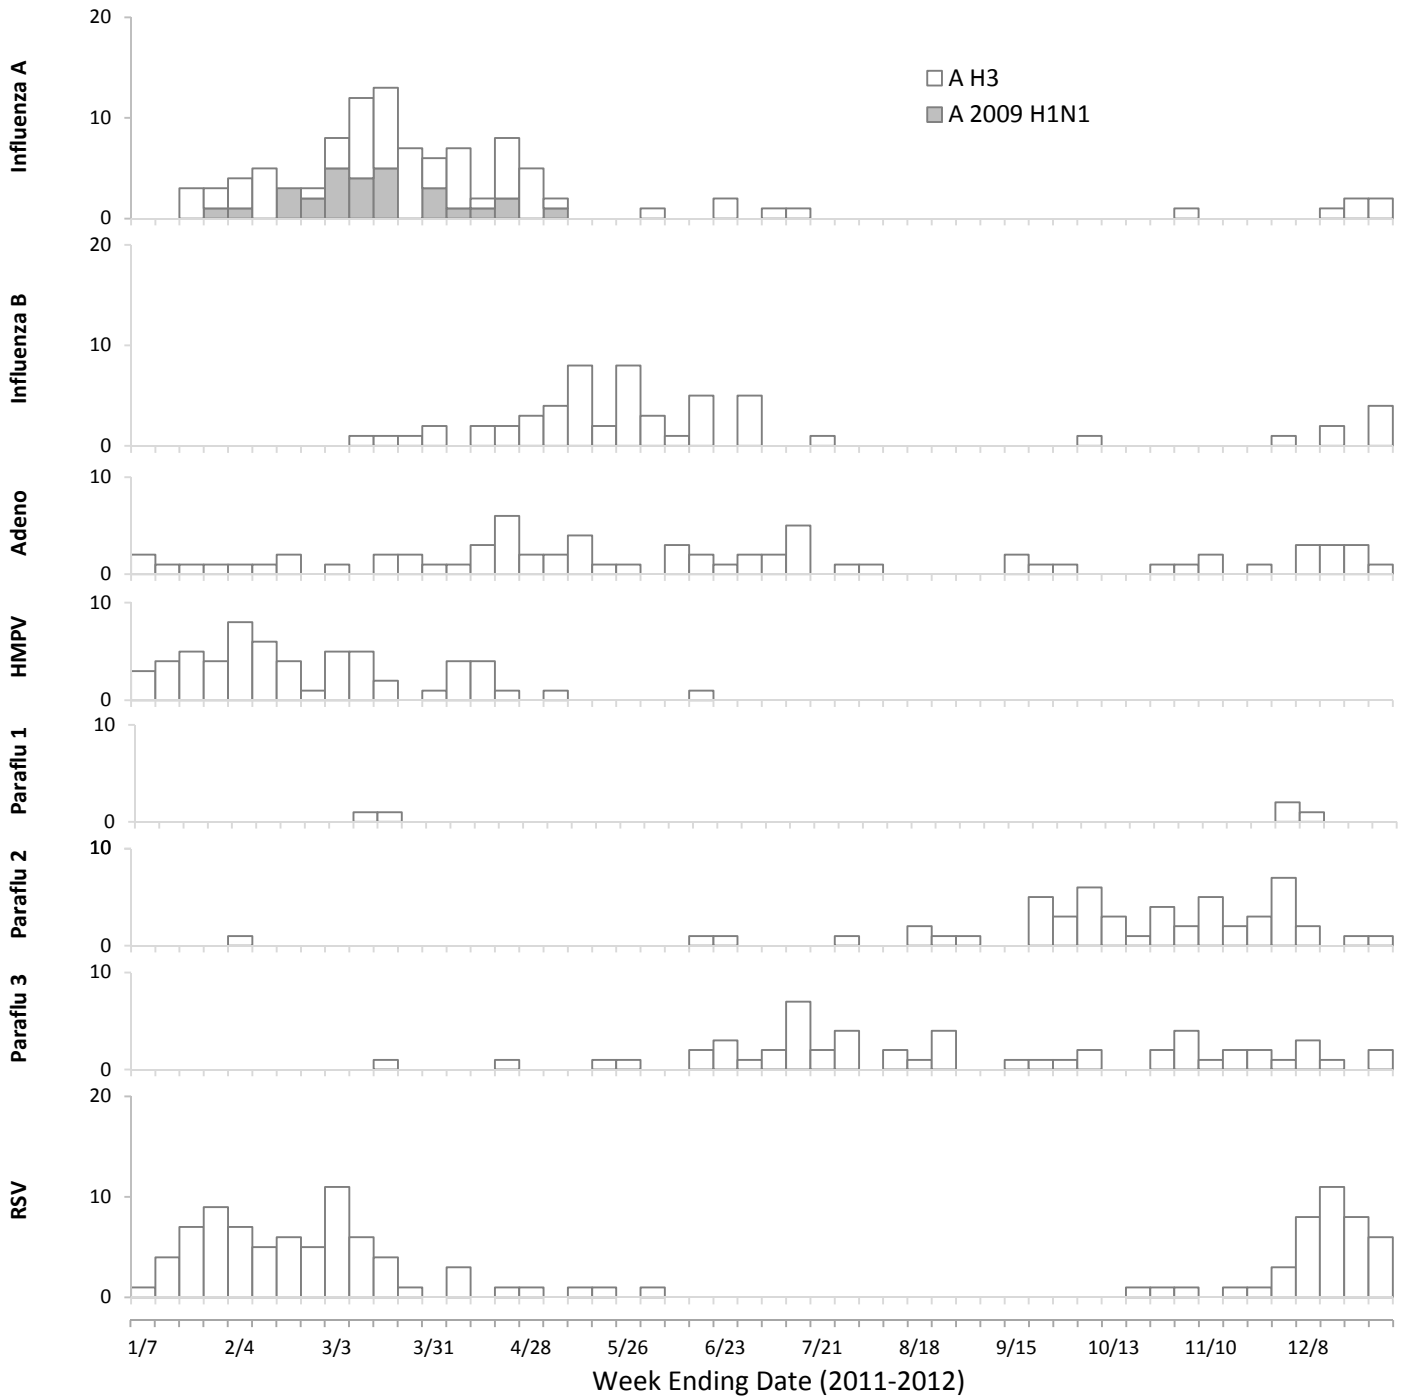 Influenza A
20
10
0
A H3
A 2009 H1N1
Influenza B
20
10
0
Adeno
10
0
HMPV
10
0
Paraflu 1
10
0
Paraflu 2
10
0
Paraflu 3
10
0
RSV
20
10
0
1/7 2/4 3/3 3/31 4/28 5/26 6/23 7/21 8/18 9/15 10/13 11/10 12/8
Week Ending Date (2011-2012)